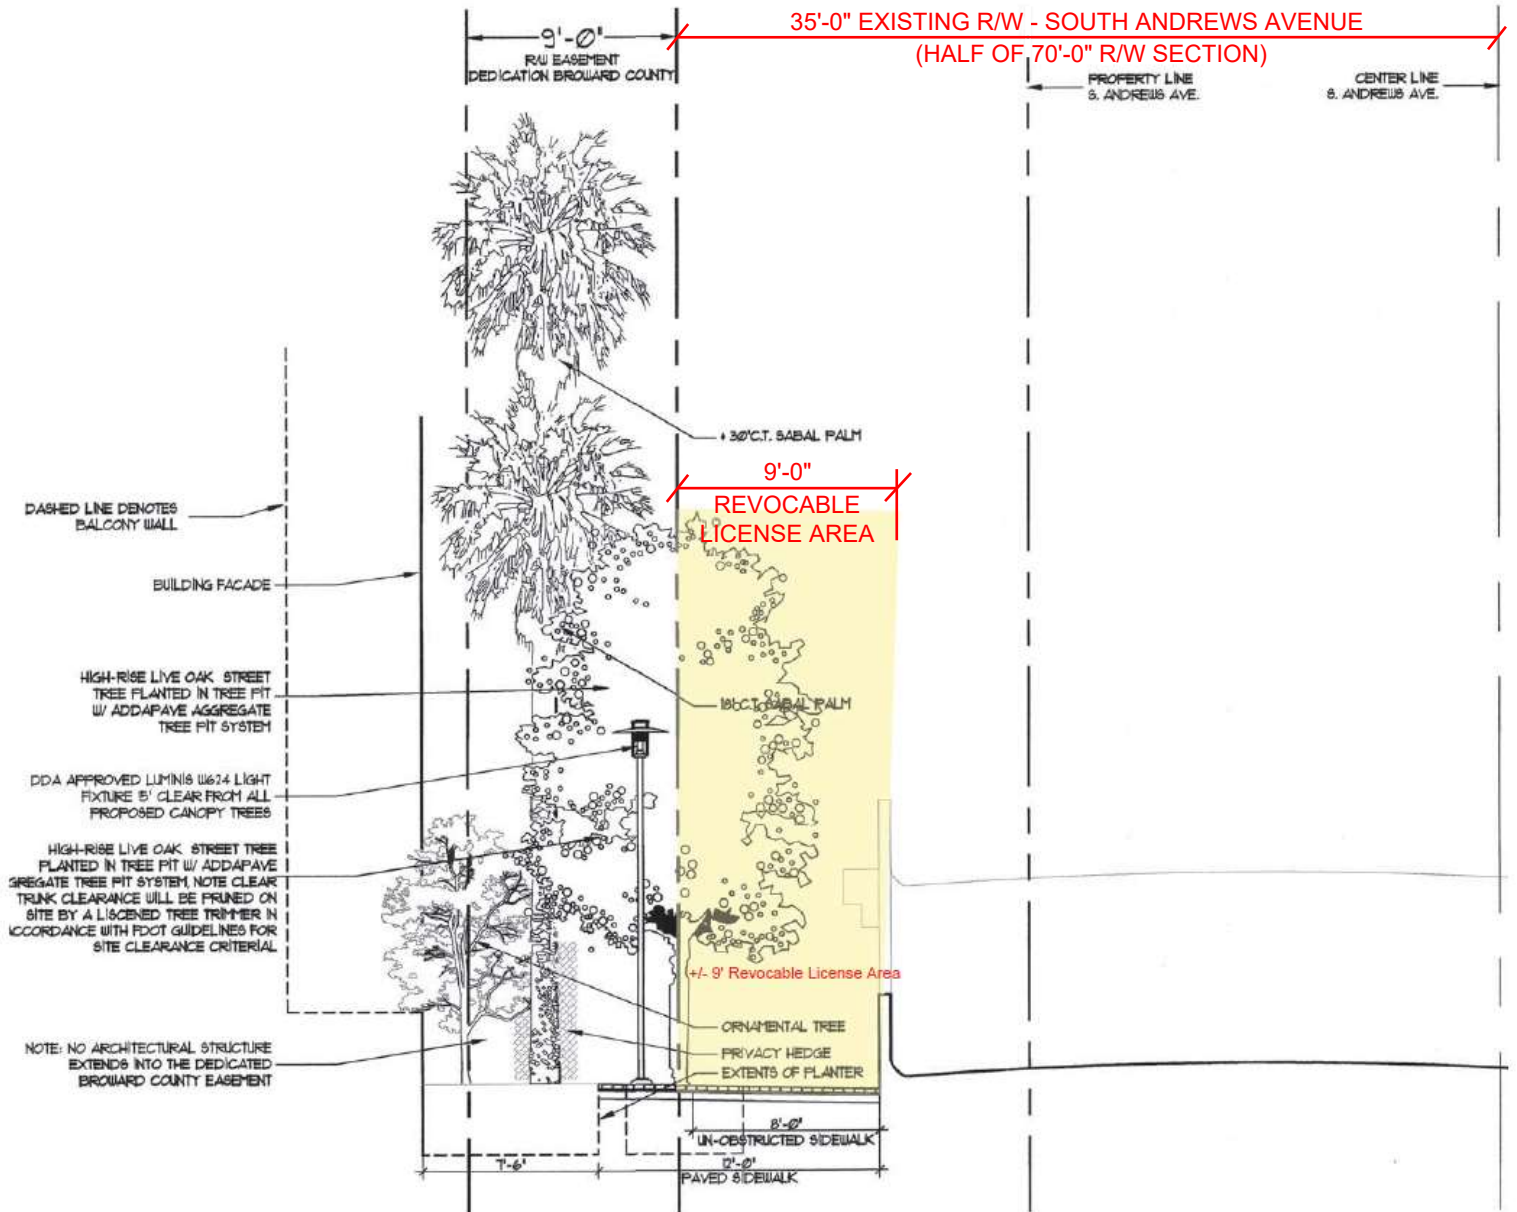 35'-0" EXISTING R/W - SOUTH ANDREWS AVENUE
(HALF OF 70'-0" R/W SECTION)
9'-0"
R/W EASEMENT
DEDICATION BROWARD COUNTY
PROPERTY LINE
S. ANDREWS AVE.
CENTER LINE
S. ANDREWS AVE.
+ 30'C.T. SABAL PALM
9'-0"
REVOCABLE
LICENSE AREA
DASHED LINE DENOTES
BALCONY WALL
BUILDING FACADE
HIGH-RISE LIVE OAK STREET
TREE PLANTED IN TREE PIT
W/ ADDAPAVE AGGREGATE
TREE PIT SYSTEM
18'C.T. SABAL PALM
DDA APPROVED LUMINIS W624 LIGHT
FIXTURE 5' CLEAR FROM ALL
PROPOSED CANOPY TREES
HIGH-RISE LIVE OAK STREET TREE
PLANTED IN TREE PIT W/ ADDAPAVE
GREGATE TREE PIT SYSTEM, NOTE CLEAR
TRUNK CLEARANCE WILL BE PRUNED ON
SITE BY A LISCENED TREE TRIMMER IN
CCORDANCE WITH FDOT GUIDELINES FOR
SITE CLEARANCE CRITERIAL
+/- 9' Revocable License Area
ORNAMENTAL TREE
PRIVACY HEDGE
EXTENTS OF PLANTER
NOTE: NO ARCHITECTURAL STRUCTURE
EXTENDS INTO THE DEDICATED
BROWARD COUNTY EASEMENT
8'-0"
UN-OBSTRUCTED SIDEWALK
7'-6"
12'-0"
PAVED SIDEWALK